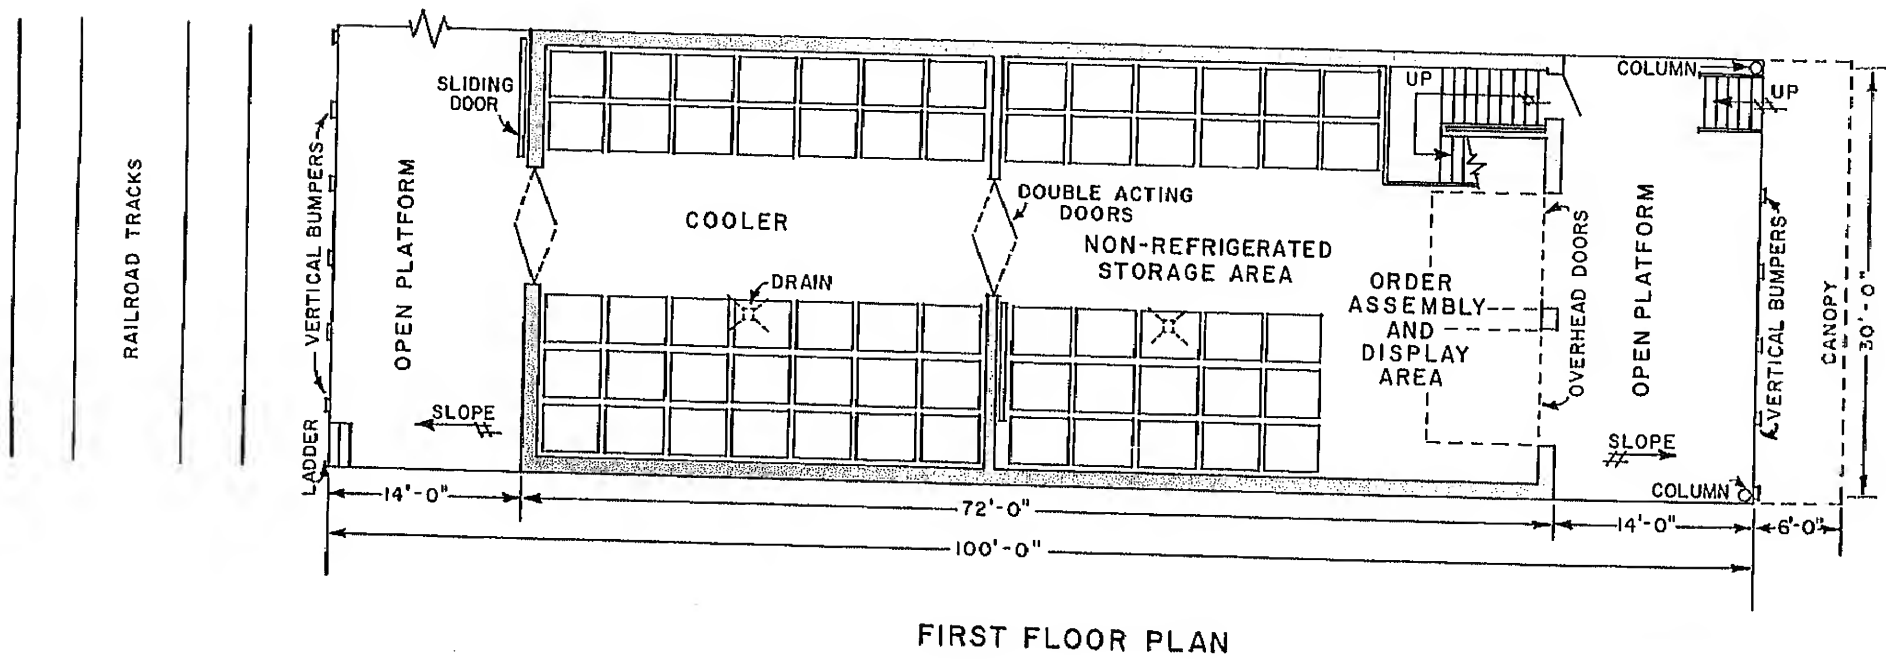 RAILROAD TRACKS
VERTICAL BUMPERS
LADDER
OPEN PLATFORM
SLOPE
SLIDING
DOOR
COOLER
DRAIN
DOUBLE ACTING
DOORS
NON-REFRIGERATED
STORAGE AREA
UP
ORDER
ASSEMBLY
AND
DISPLAY
AREA
OVERHEAD DOORS
OPEN PLATFORM
SLOPE
COLUMN
UP
VERTICAL BUMPERS
CANOPY
30'-0"
COLUMN
14'-0"
72'-0"
14'-0"
6'-0"
100'-0"
FIRST FLOOR PLAN